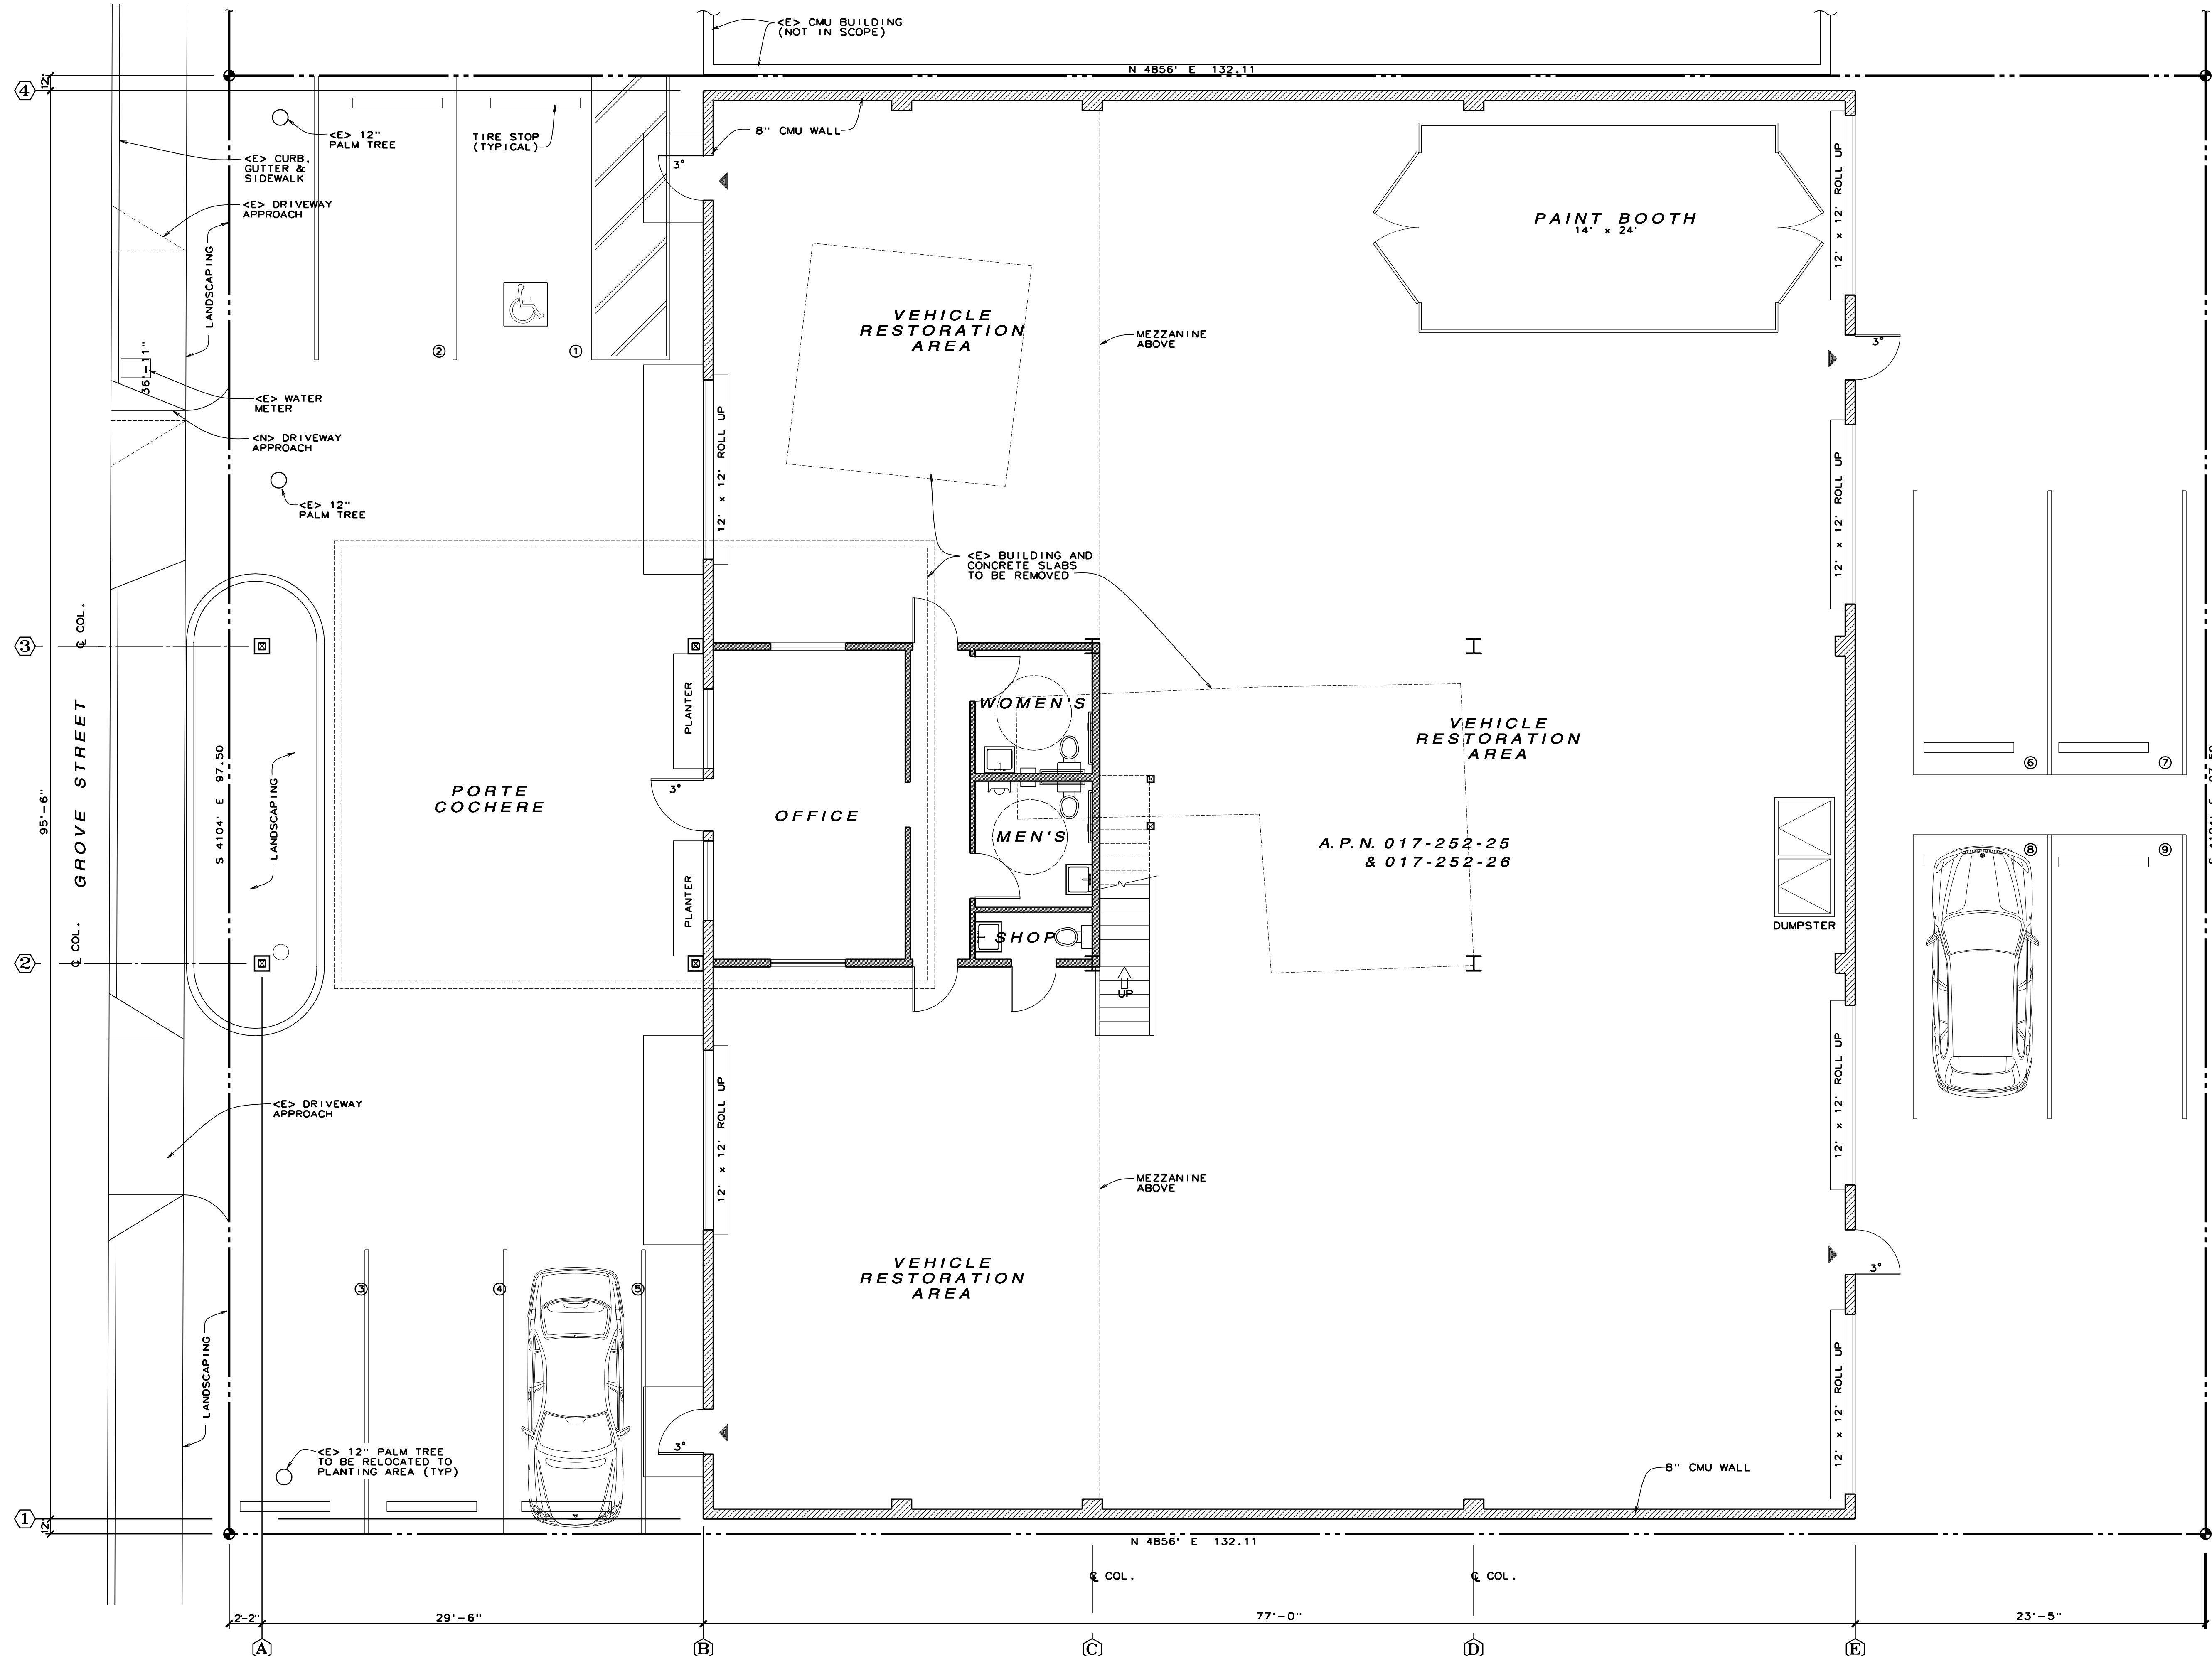 <E> CMU BUILDING
(NOT IN SCOPE)
N 4856' E 132.11
12"
4
<E> 12"
PALM TREE
TIRE STOP
(TYPICAL)
8" CMU WALL
3°
<E> CURB,
GUTTER &
SIDEWALK
<E> DRIVEWAY
APPROACH
LANDSCAPING
12' x 12' ROLL UP
PAINT BOOTH
14' x 24'
VEHICLE
RESTORATION
AREA
MEZZANINE
ABOVE
3°
2
1
36'-11"
<E> WATER
METER
<N> DRIVEWAY
APPROACH
12' x 12' ROLL UP
12' x 12' ROLL UP
<E> 12"
PALM TREE
<E> BUILDING AND
CONCRETE SLABS
TO BE REMOVED
3
℄ COL.
GROVE STREET
95'-6"
S 4104' E 97.50
LANDSCAPING
PLANTER
WOMEN'S
VEHICLE
RESTORATION
AREA
6
7
PORTE
COCHERE
3°
OFFICE
MEN'S
A.P.N. 017-252-25
& 017-252-26
8
9
PLANTER
DUMPSTER
℄ COL.
2
SHOP
UP
12' x 12' ROLL UP
12' x 12' ROLL UP
<E> DRIVEWAY
APPROACH
MEZZANINE
ABOVE
VEHICLE
RESTORATION
AREA
3°
3
4
5
LANDSCAPING
12' x 12' ROLL UP
3°
<E> 12" PALM TREE
TO BE RELOCATED TO
PLANTING AREA (TYP)
8" CMU WALL
1
12"
N 4856' E 132.11
℄ COL.
℄ COL.
2'-2"
29'-6"
77'-0"
23'-5"
A
B
C
D
E